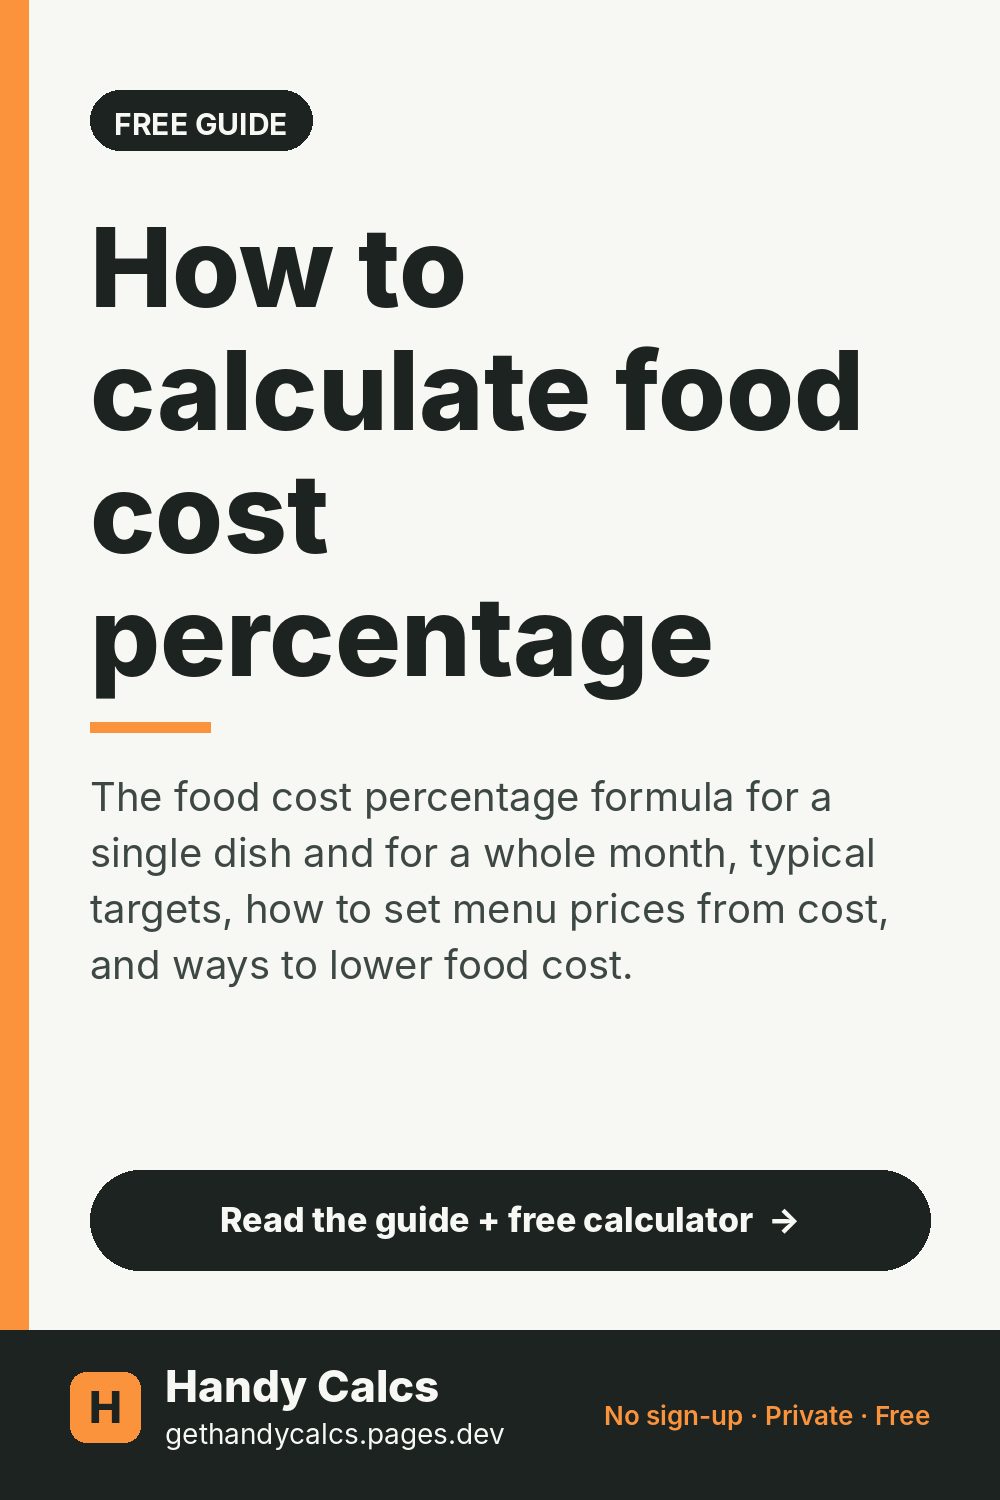 FREE GUIDE
How to
calculate food
cost
percentage
The food cost percentage formula for a
single dish and for a whole month, typical
targets, how to set menu prices from cost,
and ways to lower food cost.
Read the guide + free calculator →
H
Handy Calcs
gethandycalcs.pages.dev
No sign-up · Private · Free